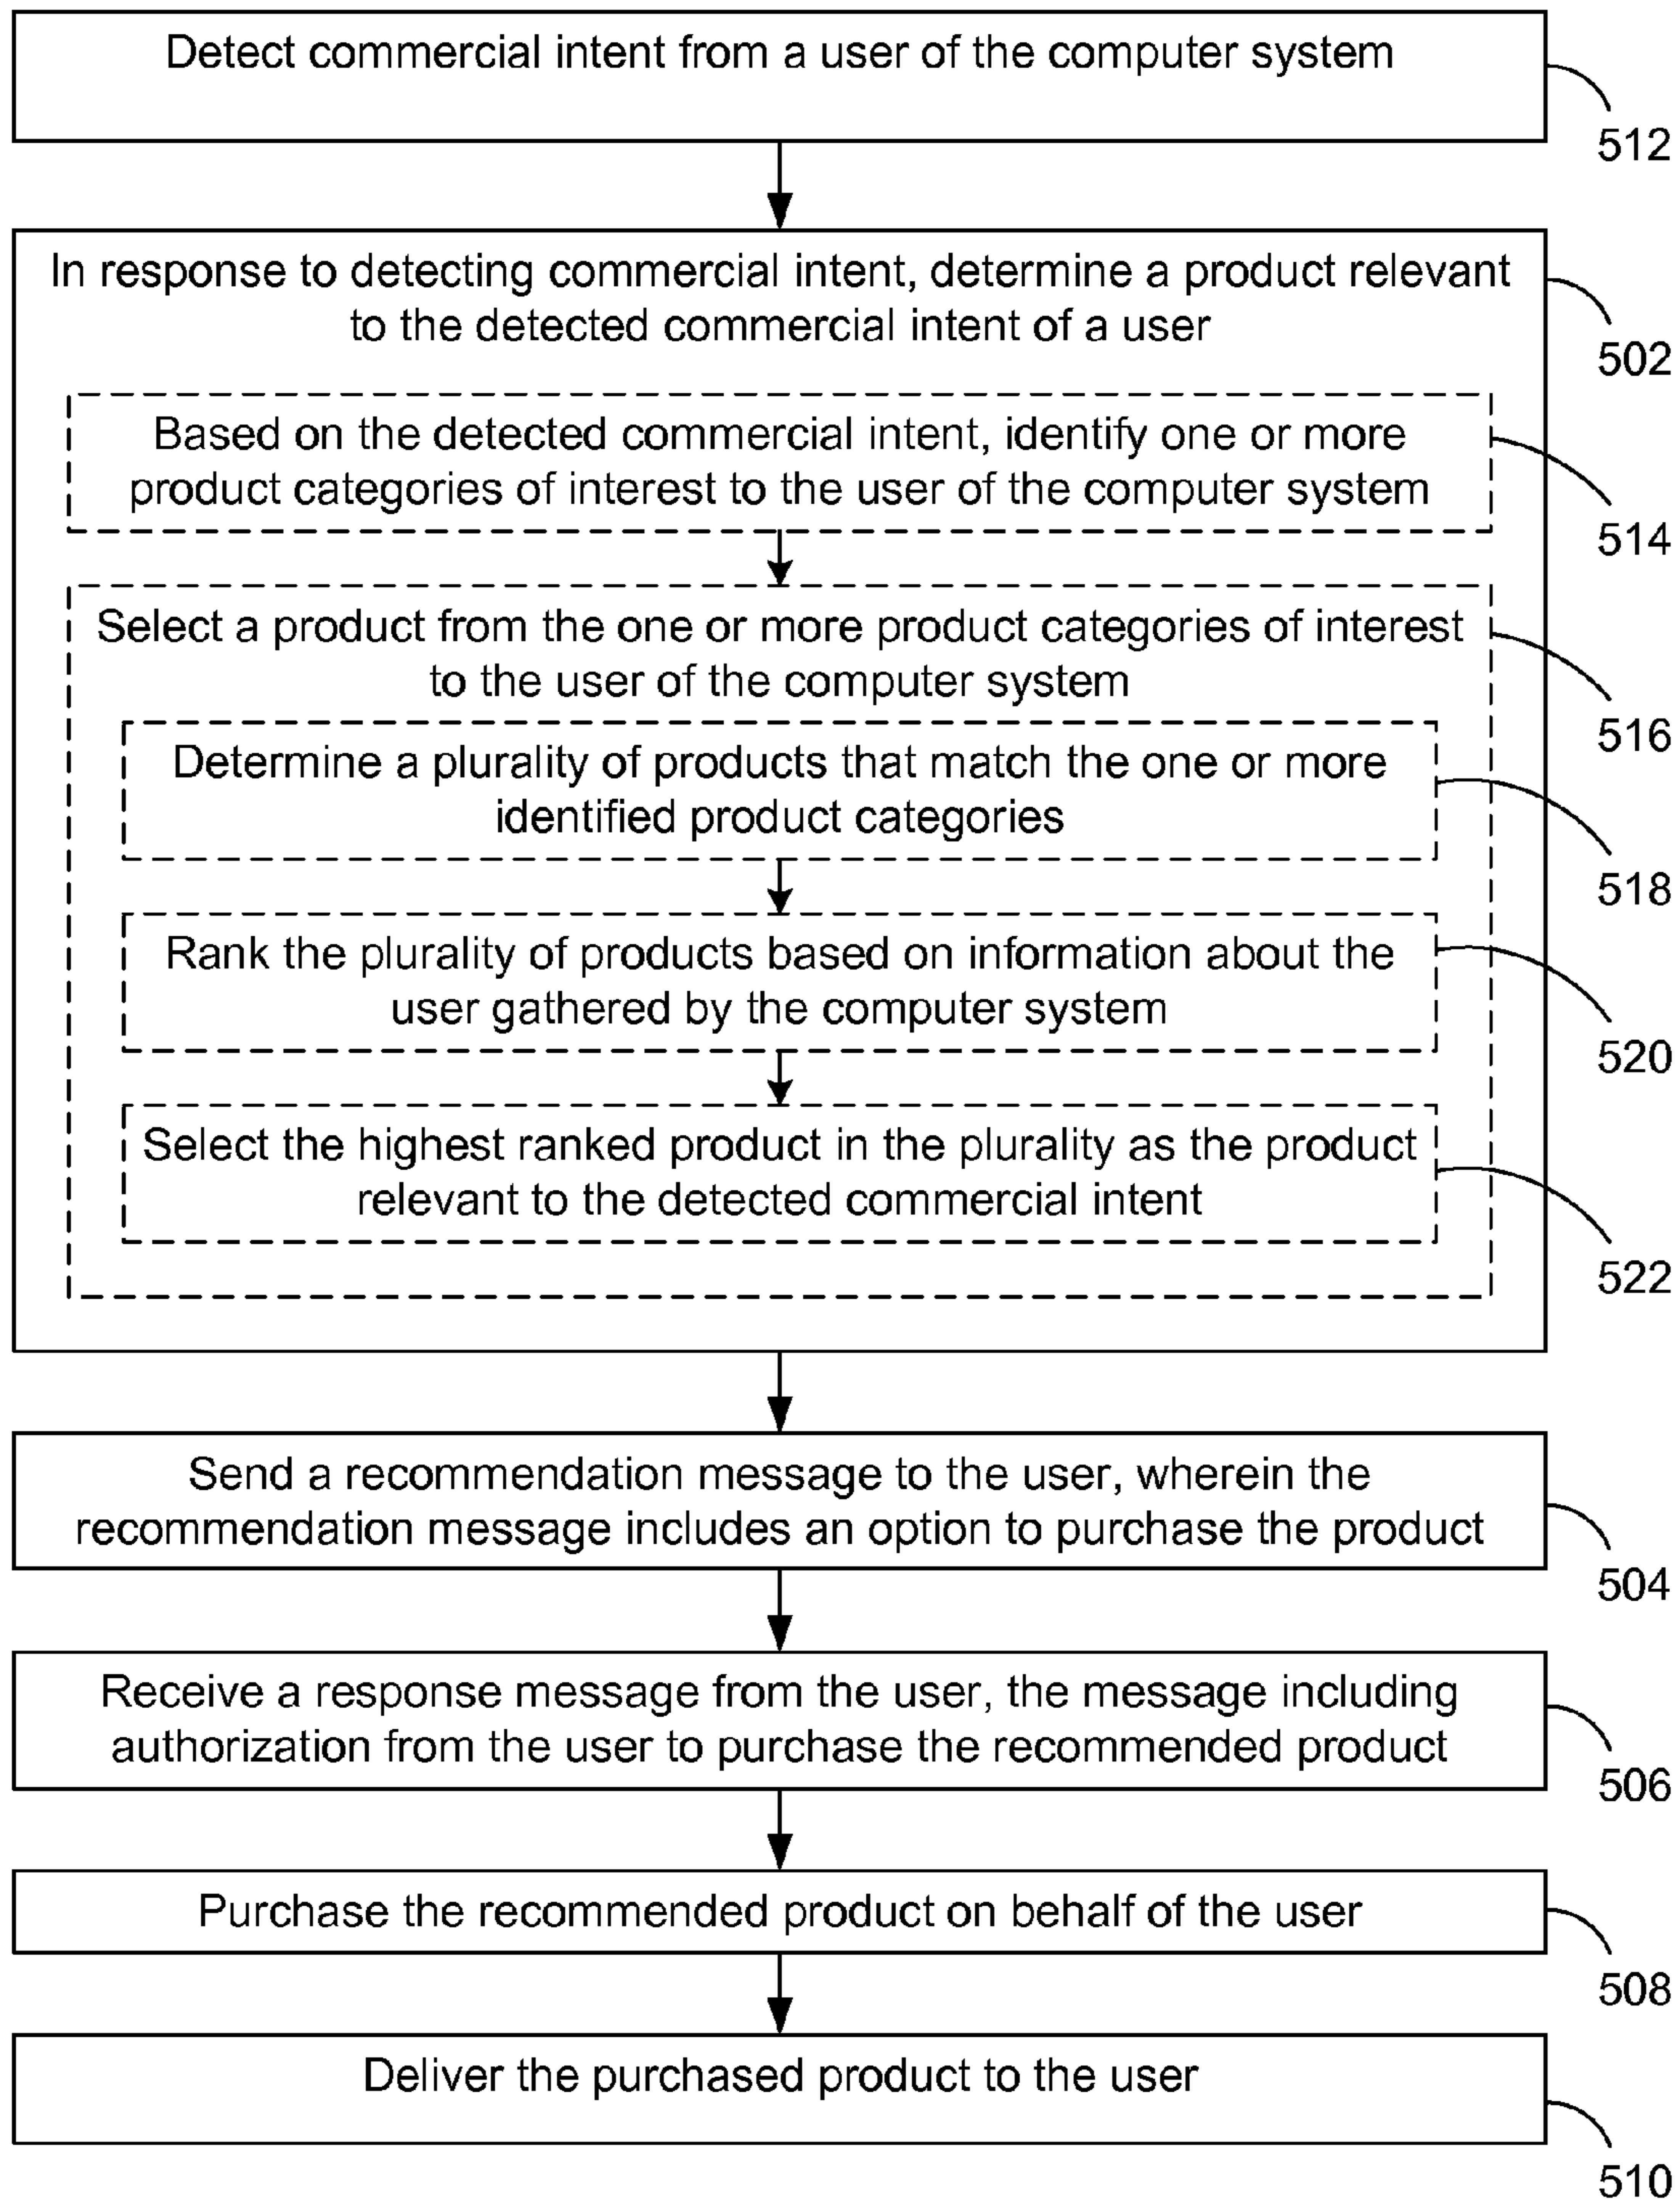 Detect commercial intent from a user of the computer system
512
In response to detecting commercial intent, determine a product relevant
to the detected commercial intent of a user
502
Based on the detected commercial intent, identify one or more
product categories of interest to the user of the computer system
514
Select a product from the one or more product categories of interest
to the user of the computer system
516
Determine a plurality of products that match the one or more
identified product categories
518
Rank the plurality of products based on information about the
user gathered by the computer system
520
Select the highest ranked product in the plurality as the product
relevant to the detected commercial intent
522
Send a recommendation message to the user, wherein the
recommendation message includes an option to purchase the product
504
Receive a response message from the user, the message including
authorization from the user to purchase the recommended product
506
Purchase the recommended product on behalf of the user
508
Deliver the purchased product to the user
510